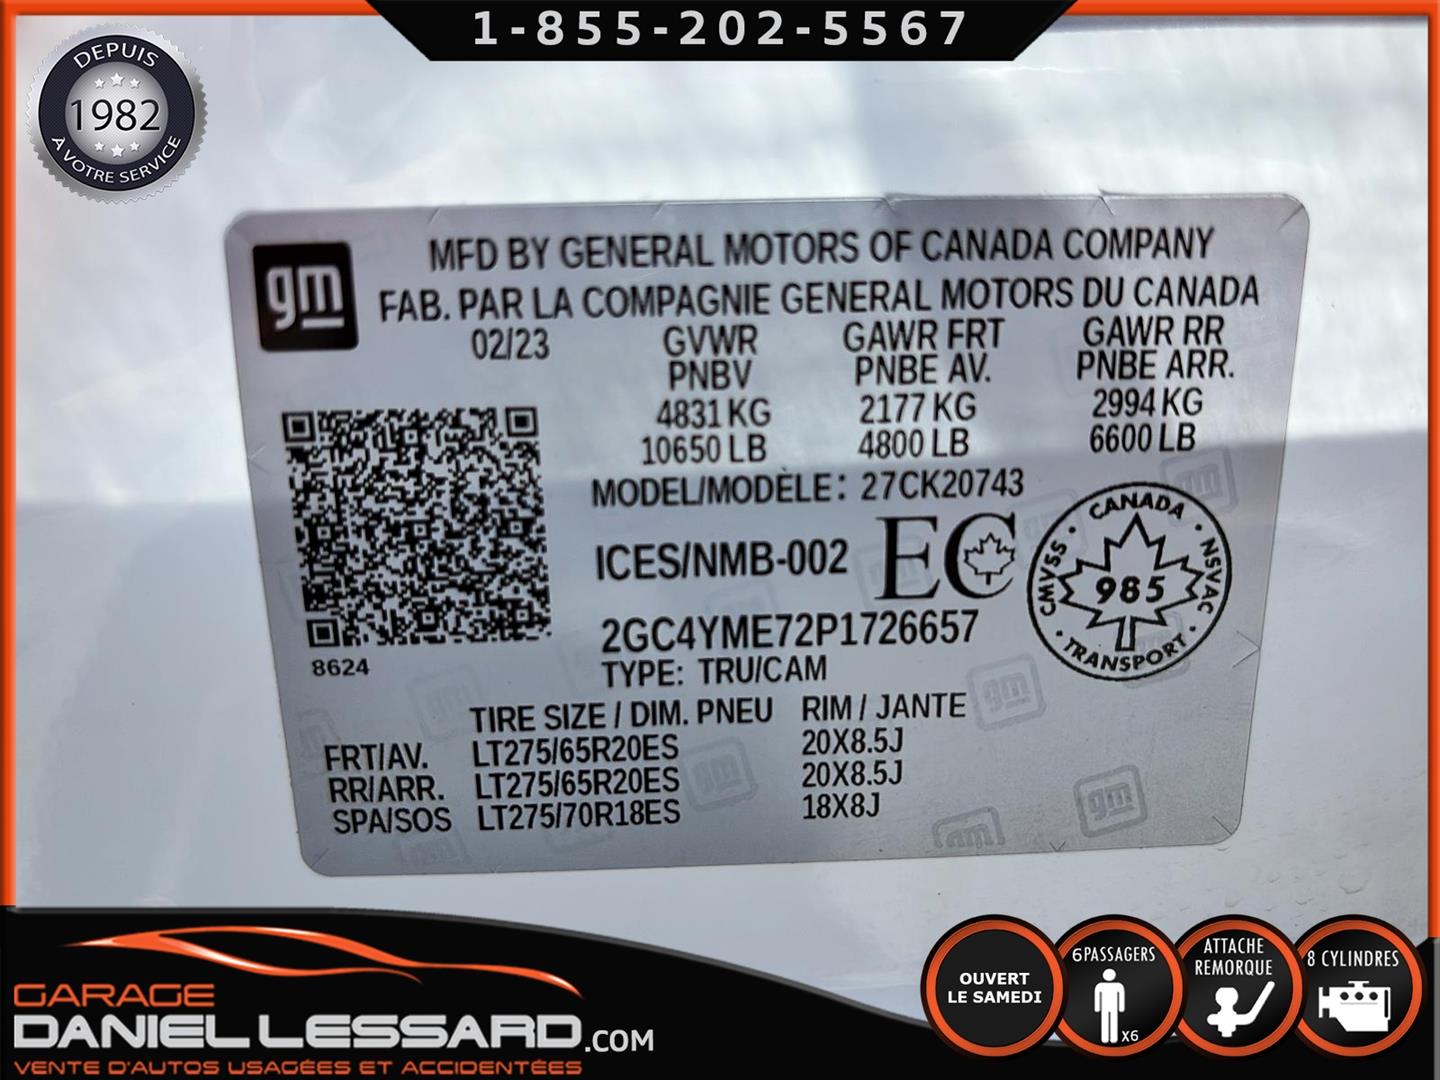 1-855-202-5567
DEPUIS
1982
À VOTRE SERVICE
gm
MFD BY GENERAL MOTORS OF CANADA COMPANY
FAB. PAR LA COMPAGNIE GENERAL MOTORS DU CANADA
02/23 GVWR GAWR FRT GAWR RR
PNBV PNBE AV. PNBE ARR.
4831 KG 2177 KG 2994 KG
10650 LB 4800 LB 6600 LB
MODEL/MODÈLE: 27CK20743
ICES/NMB-002 EC
CANADA
CMVSS 985 NSVAC
TRANSPORT
2GC4YME72P1726657
8624
TYPE: TRU/CAM
TIRE SIZE / DIM. PNEU RIM / JANTE
FRT/AV. LT275/65R20ES 20X8.5J
RR/ARR. LT275/65R20ES 20X8.5J
SPA/SOS LT275/70R18ES 18X8J
GARAGE
DANIEL LESSARD.COM
VENTE D'AUTOS USAGÉES ET ACCIDENTÉES
OUVERT
LE SAMEDI
6 PASSAGERS
X6
ATTACHE
REMORQUE
8 CYLINDRES